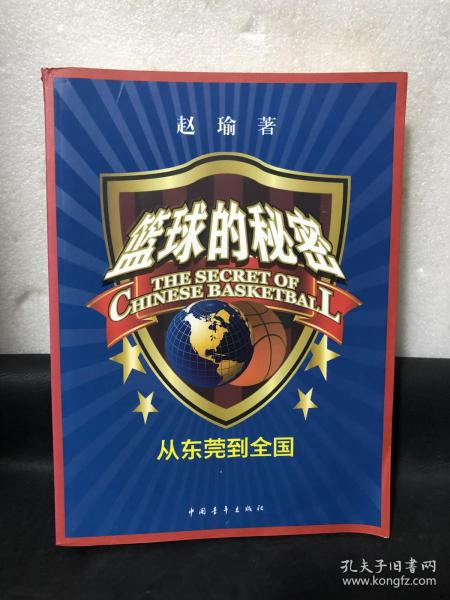 赵瑜 著
篮球的秘密
THE SECRET OF
CHINESE BASKETBALL
从东莞到全国
中国青年出版社
孔夫子旧书网
www.kongfz.com